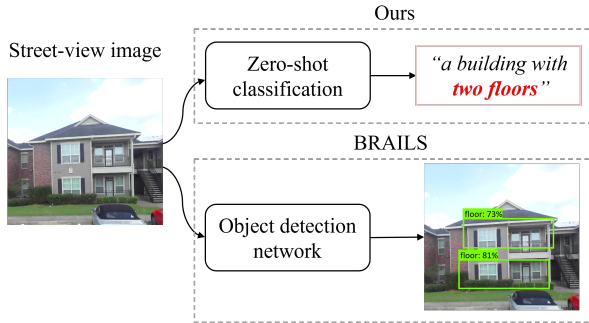 Ours
Street-view image
Zero-shot
classification
“a building with
two floors”
BRAILS
Object detection
network
floor: 73%
floor: 81%